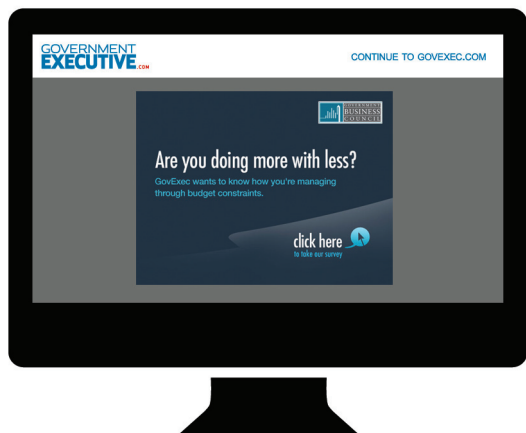 GOVERNMENT
EXECUTIVE.COM
CONTINUE TO GOVEXEC.COM
GOVERNMENT
BUSINESS
COUNCIL
Are you doing more with less?
GovExec wants to know how you're managing
through budget constraints.
click here
to take our survey